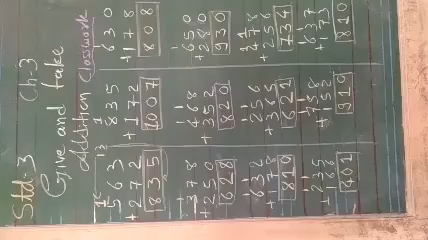 Std-3 Ch.3
Give and take
Addition Classwork
563 835 630
+272 +172 +178
835 1007 808
378 468 650
+250 +352 +280
628 820 930
632 256 478
+178 +365 +256
810 621 734
235 758 637
+166 +152 +173
401 910 810